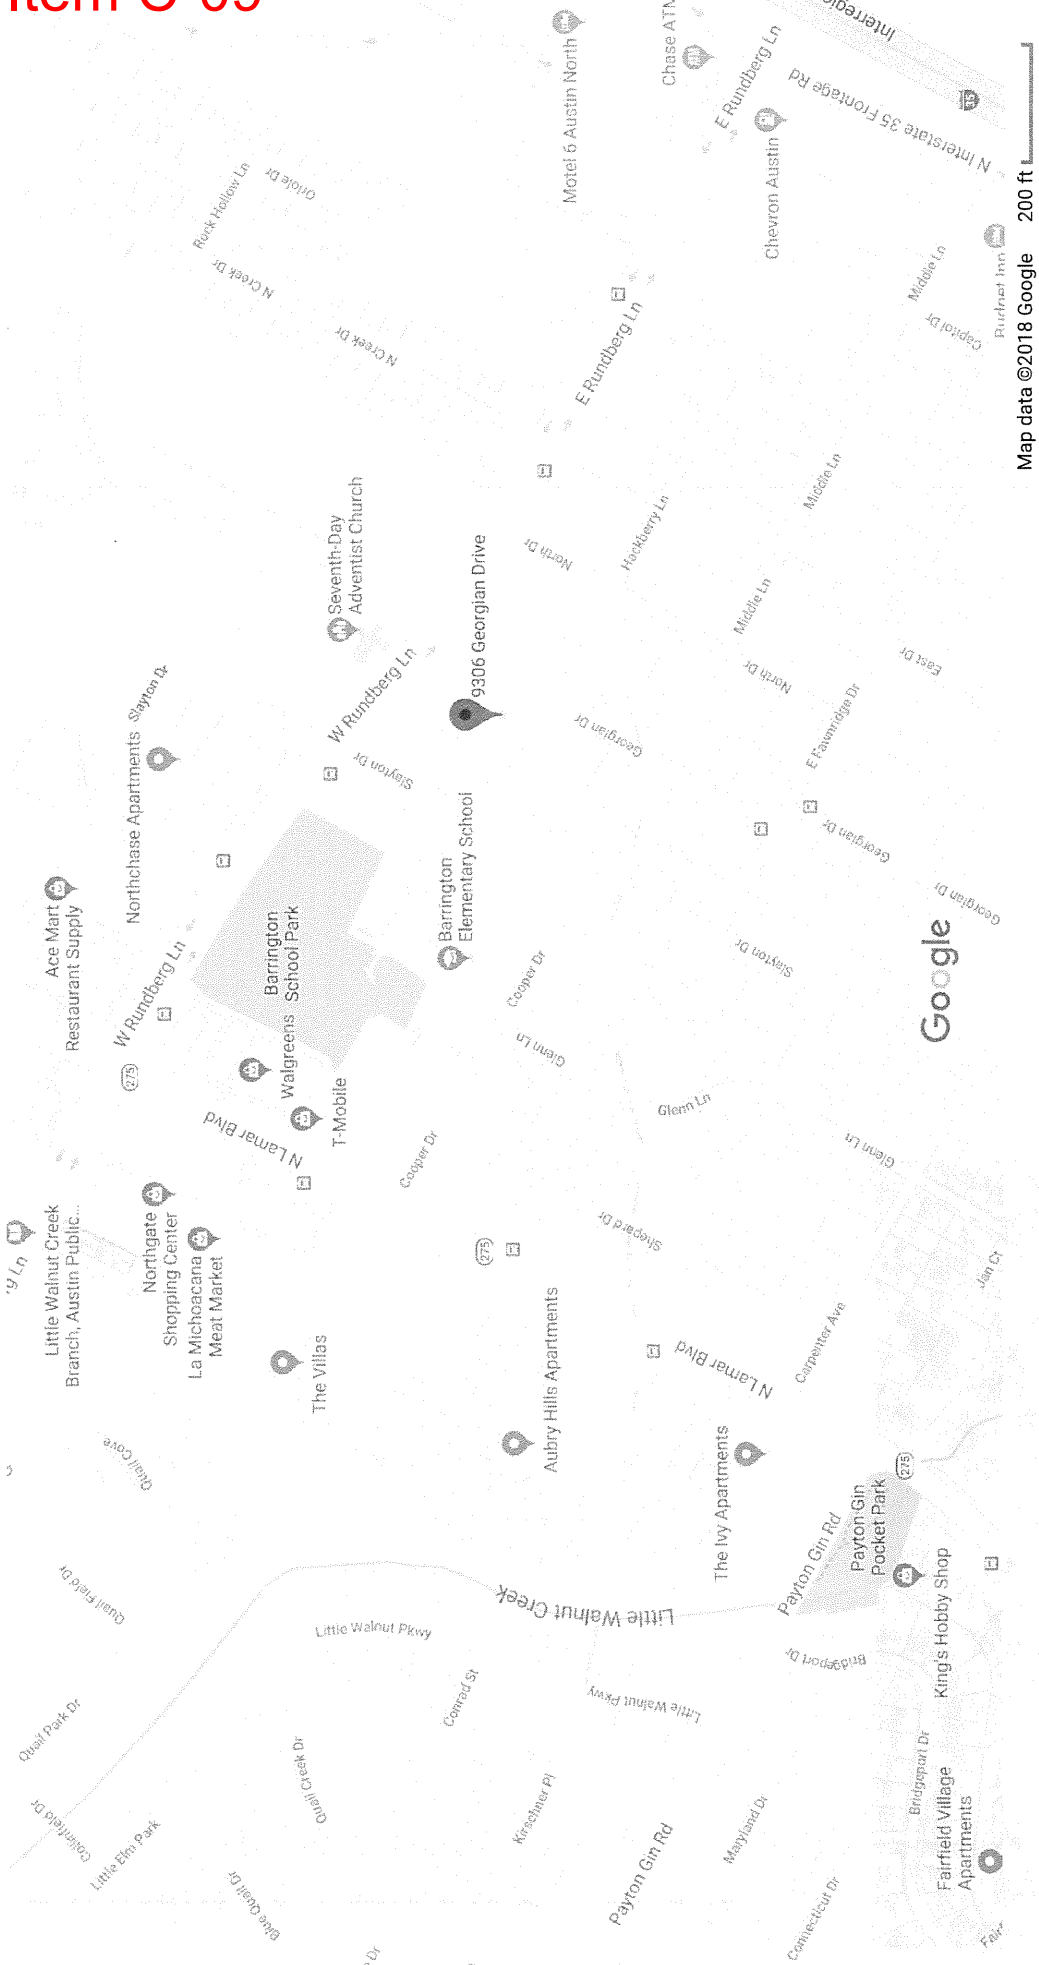 Item C-09
Interregic
Chase ATM
Motel 6 Austin North
E Rundberg Ln
N Interstate 35 Frontage Rd
35
Chevron Austin
Rock Hollow Ln
Oriole Dr
N Creek Dr
N Creek Dr
E Rundberg Ln
Middle Ln
Capitol Dr
Budget Inn
200 ft
Map data ©2018 Google
Seventh-Day
Adventist Church
9306 Georgian Drive
North Dr
Hackberry Ln
Middle Ln
Middle Ln
North Dr
East Dr
E Fawnridge Dr
Slayton Dr
Northchase Apartments
W Rundberg Ln
Slayton Dr
Georgian Dr
Georgian Dr
Georgian Dr
Ace Mart
Restaurant Supply
W Rundberg Ln
Barrington
School Park
Barrington
Elementary School
Cooper Dr
Glenn Ln
Slayton Dr
Google
275
Walgreens
T-Mobile
N Lamar Blvd
Cooper Dr
Glenn Ln
Glenn Ln
Shepard Dr
275
Jan Ct
Little Walnut Creek
Branch, Austin Public...
Northgate
Shopping Center
La Michoacana
Meat Market
The Villas
Aubry Hills Apartments
N Lamar Blvd
Carpenter Ave
The Ivy Apartments
275
Payton Gin
Pocket Park
Payton Gin Rd
King's Hobby Shop
Quail Cove
Quail Field Dr
Little Walnut Creek
Little Walnut Pkwy
Little Walnut Pkwy
Bridgeport Dr
Bridgeport Dr
Conrad St
Quail Park Dr
Quail Creek Dr
Collinfield Dr
Little Elm Park
Blue Quail Dr
Kirschner Pl
Payton Gin Rd
Maryland Dr
Connecticut Dr
Fairfield Village
Apartments